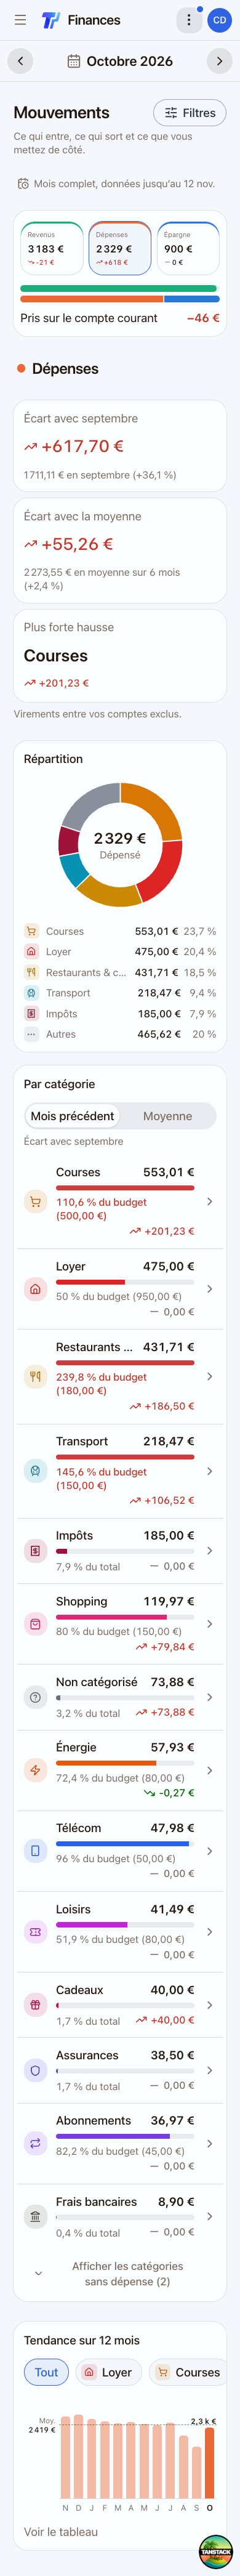 Finances
CD
Octobre 2026
Mouvements
Filtres
Ce qui entre, ce qui sort et ce que vous
mettez de côté.
Mois complet, données jusqu'au 12 nov.
Revenus
3 183 €
-21 €
Dépenses
2 329 €
+618 €
Épargne
900 €
0 €
Pris sur le compte courant −46 €
Dépenses
Écart avec septembre
+617,70 €
1 711,11 € en septembre (+36,1 %)
Écart avec la moyenne
+55,26 €
2 273,55 € en moyenne sur 6 mois
(+2,4 %)
Plus forte hausse
Courses
+201,23 €
Virements entre vos comptes exclus.
Répartition
2 329 €
Dépensé
Courses 553,01 € 23,7 %
Loyer 475,00 € 20,4 %
Restaurants & c... 431,71 € 18,5 %
Transport 218,47 € 9,4 %
Impôts 185,00 € 7,9 %
Autres 465,62 € 20 %
Par catégorie
Mois précédent Moyenne
Écart avec septembre
Courses 553,01 €
110,6 % du budget
(500,00 €)
+201,23 €
Loyer 475,00 €
50 % du budget (950,00 €)
— 0,00 €
Restaurants ... 431,71 €
239,8 % du budget
(180,00 €)
+186,50 €
Transport 218,47 €
145,6 % du budget
(150,00 €)
+106,52 €
Impôts 185,00 €
7,9 % du total — 0,00 €
Shopping 119,97 €
80 % du budget (150,00 €)
+79,84 €
Non catégorisé 73,88 €
3,2 % du total +73,88 €
Énergie 57,93 €
72,4 % du budget (80,00 €)
-0,27 €
Télécom 47,98 €
96 % du budget (50,00 €)
— 0,00 €
Loisirs 41,49 €
51,9 % du budget (80,00 €)
— 0,00 €
Cadeaux 40,00 €
1,7 % du total +40,00 €
Assurances 38,50 €
1,7 % du total — 0,00 €
Abonnements 36,97 €
82,2 % du budget (45,00 €)
— 0,00 €
Frais bancaires 8,90 €
0,4 % du total — 0,00 €
Afficher les catégories
sans dépense (2)
Tendance sur 12 mois
Tout Loyer Courses
Moy.
2 419 €
2,3 k €
N D J F M A M J J A S O
Voir le tableau
TANSTACK